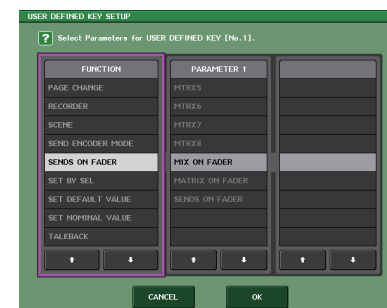 USER DEFINED KEY SETUP
? Select Parameters for USER DEFINED KEY [No.1].
FUNCTION
PAGE CHANGE
RECORDER
SCENE
SEND ENCODER MODE
SENDS ON FADER
SET BY SEL
SET DEFAULT VALUE
SET NOMINAL VALUE
TALKBACK
PARAMETER 1
MTRX5
MTRX6
MTRX7
MTRX8
MIX ON FADER
MATRIX ON FADER
SENDS ON FADER
CANCEL
OK